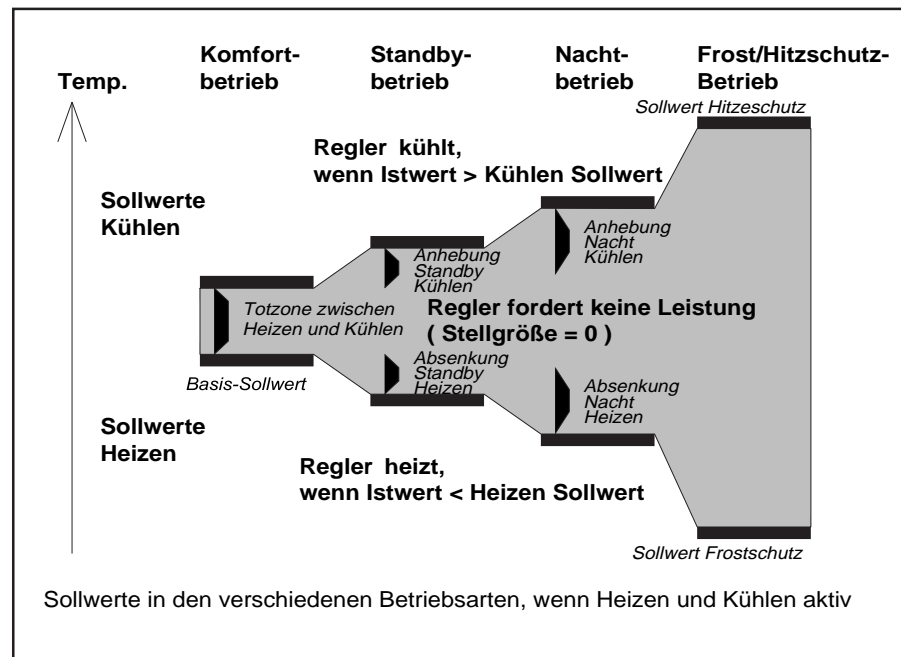 Komfort-
betrieb
Standby-
betrieb
Nacht-
betrieb
Frost/Hitzschutz-
Betrieb
Temp.
Sollwert Hitzeschutz
Regler kühlt,
wenn Istwert > Kühlen Sollwert
Sollwerte
Kühlen
Anhebung
Nacht
Kühlen
Anhebung
Standby
Kühlen
Totzone zwischen
Heizen und Kühlen
Regler fordert keine Leistung
( Stellgröße = 0 )
Basis-Sollwert
Absenkung
Standby
Heizen
Absenkung
Nacht
Heizen
Sollwerte
Heizen
Regler heizt,
wenn Istwert < Heizen Sollwert
Sollwert Frostschutz
Sollwerte in den verschiedenen Betriebsarten, wenn Heizen und Kühlen aktiv